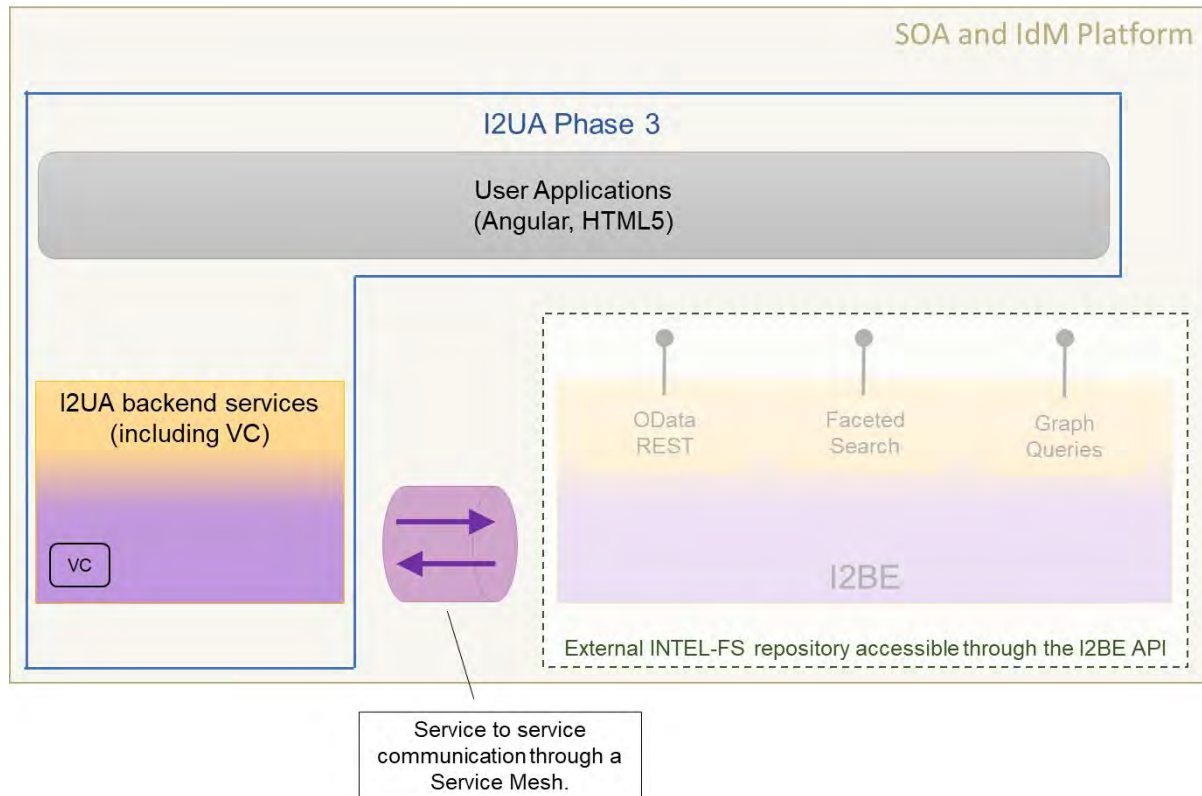 SOA and IdM Platform
I2UA Phase 3
User Applications
(Angular, HTML5)
I2UA backend services
(including VC)
VC
OData
REST
Faceted
Search
Graph
Queries
I2BE
External INTEL-FS repository accessible through the I2BE API
Service to service
communication through a
Service Mesh.